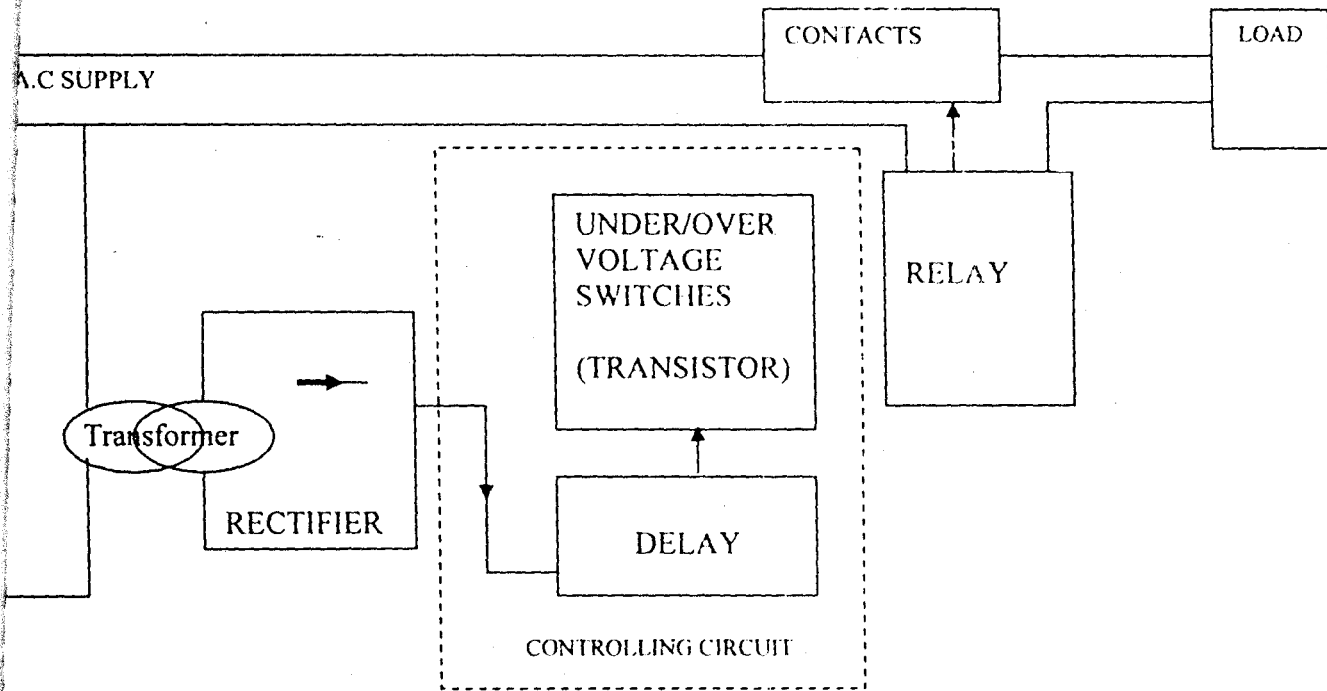 CONTACTS
LOAD
A.C SUPPLY
UNDER/OVER
VOLTAGE
SWITCHES
(TRANSISTOR)
RELAY
Transformer
RECTIFIER
DELAY
CONTROLLING CIRCUIT